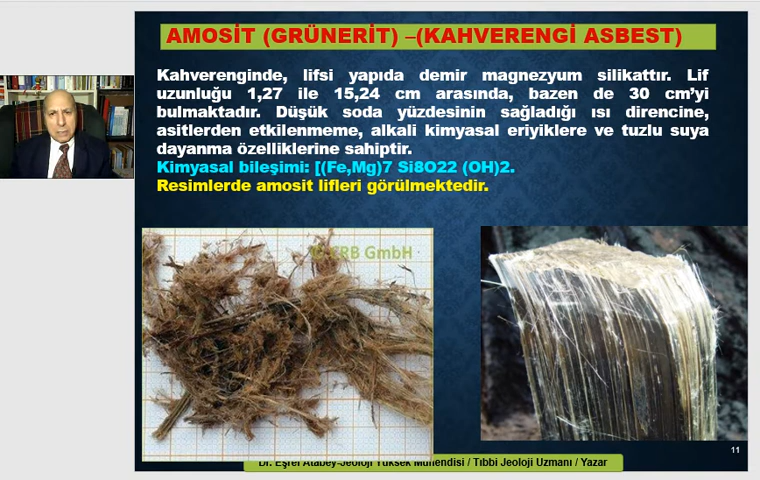 AMOSİT (GRÜNERİT) –(KAHVERENGİ ASBEST)
Kahverenginde, lifsi yapıda demir magnezyum silikattır. Lif
uzunluğu 1,27 ile 15,24 cm arasında, bazen de 30 cm’yi
bulmaktadır. Düşük soda yüzdesinin sağladığı ısı direncine,
asitlerden etkilenmeme, alkali kimyasal eriyiklere ve tuzlu suya
dayanma özelliklerine sahiptir.
Kimyasal bileşimi: [(Fe,Mg)7 Si8O22 (OH)2.
Resimlerde amosit lifleri görülmektedir.
© CRB GmbH
11
Dr. Eşref Atabey-Jeoloji Yüksek Mühendisi / Tıbbi Jeoloji Uzmanı / Yazar